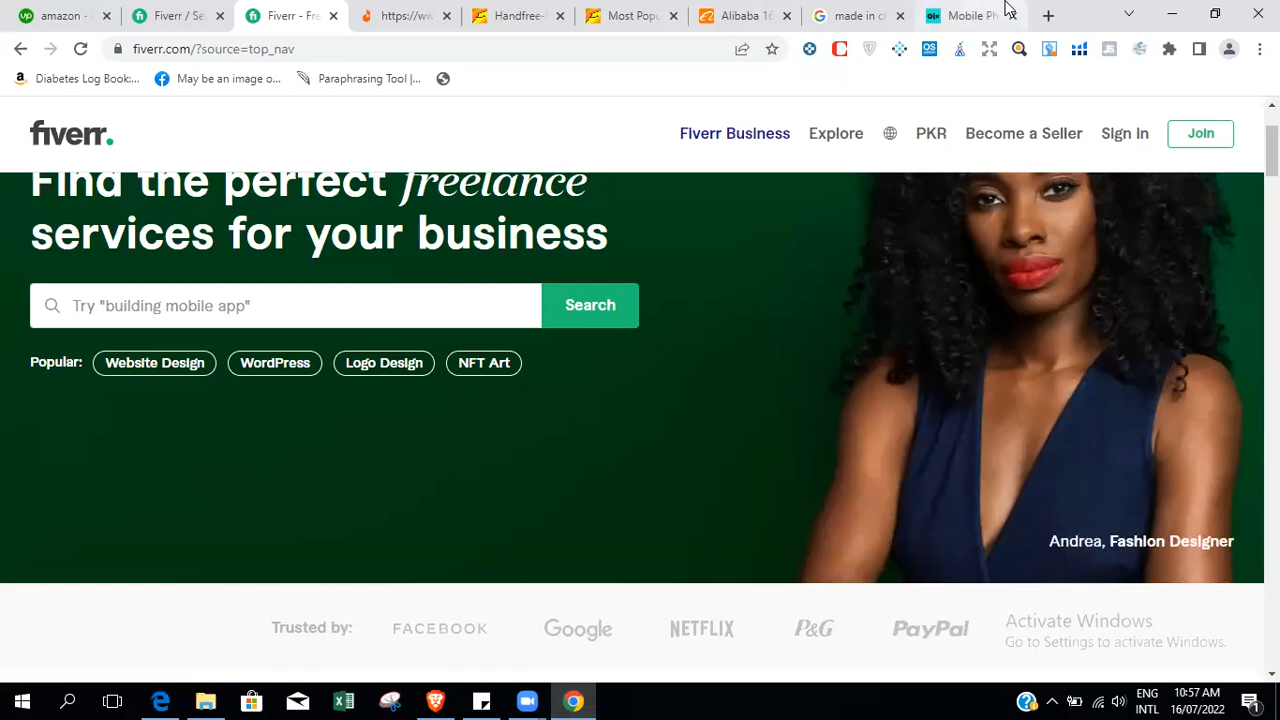 amazon -
Fiverr / Se
Fiverr - Fre
https://ww
Handfree-
Most Popu
Alibaba 16
made in ch
Mobile Ph
fiverr.com/?source=top_nav
Diabetes Log Book:...
May be an image o...
Paraphrasing Tool |...
fiverr.
Fiverr Business
Explore
PKR
Become a Seller
Sign In
Join
Find the perfect freelance
services for your business
Try "building mobile app"
Search
Popular:
Website Design
WordPress
Logo Design
NFT Art
Andrea, Fashion Designer
Trusted by:
FACEBOOK
Google
NETFLIX
P&G
PayPal
Activate Windows
Go to Settings to activate Windows.
ENG
INTL
10:57 AM
16/07/2022